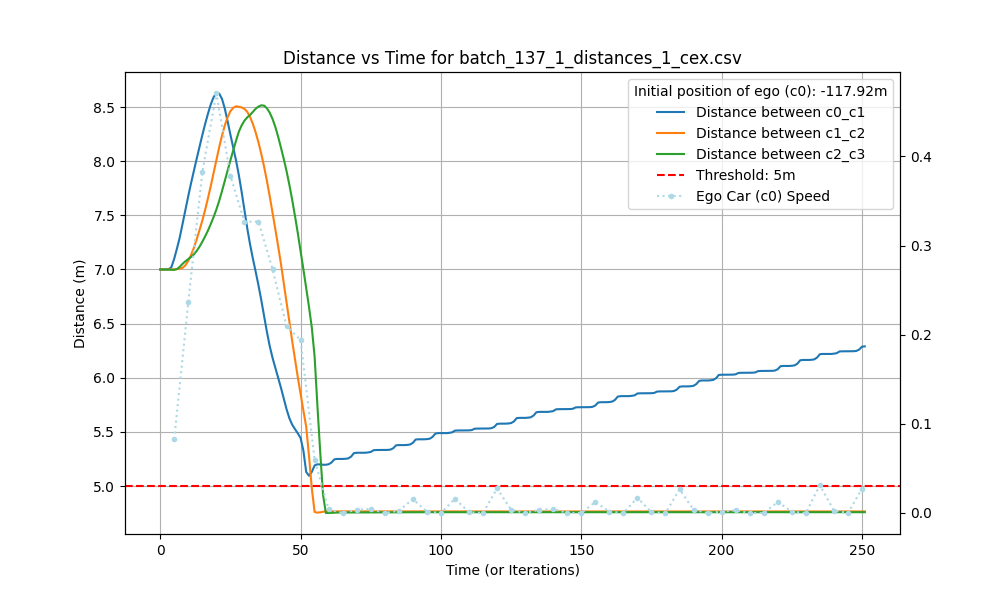 Distance vs Time for batch_137_1_distances_1_cex.csv
Initial position of ego (c0): -117.92m
Distance between c0_c1
Distance between c1_c2
Distance between c2_c3
Threshold: 5m
Ego Car (c0) Speed
Distance (m)
8.5
8.0
7.5
7.0
6.5
6.0
5.5
5.0
0.4
0.3
0.2
0.1
0.0
0 50 100 150 200 250
Time (or Iterations)